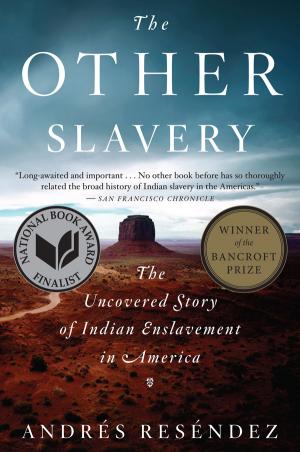 The
OTHER
SLAVERY
"Long-awaited and important . . . No other book before has so thoroughly
related the broad history of Indian slavery in the Americas."
— SAN FRANCISCO CHRONICLE
NATIONAL BOOK AWARD
FINALIST
WINNER
of the
BANCROFT
PRIZE
The
Uncovered Story
of Indian Enslavement
in America
ANDRÉS RESÉNDEZ